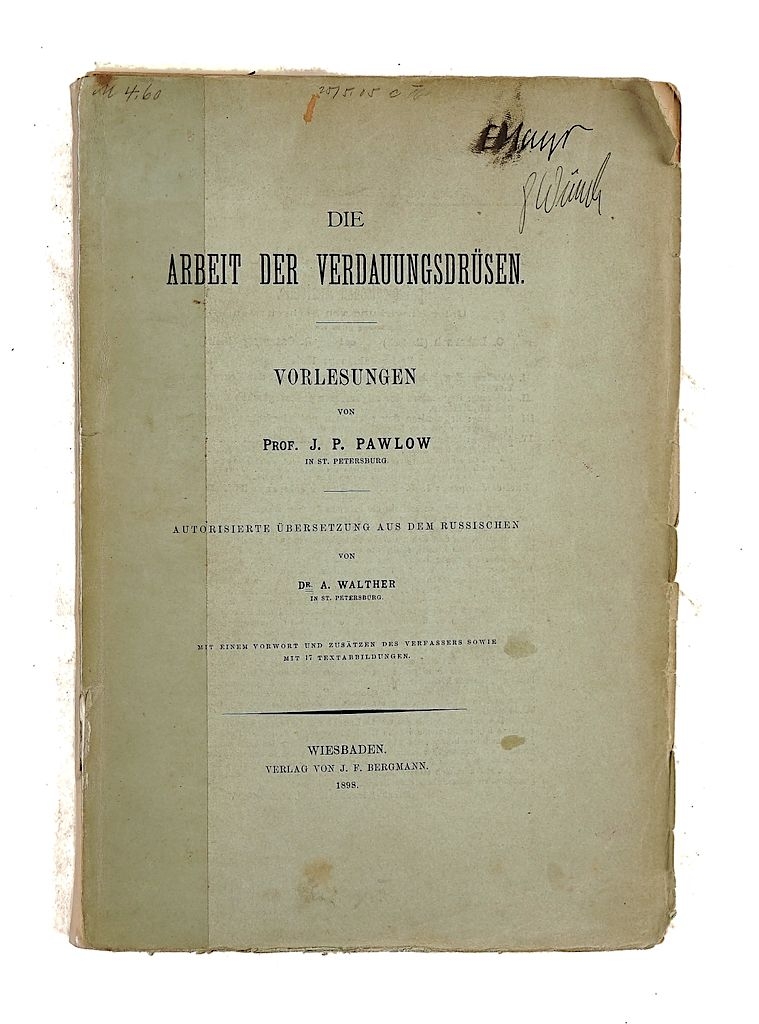 M 4.60
EMayr
DIE
ARBEIT DER VERDAUUNGSDRÜSEN.
VORLESUNGEN
VON
PROF. J. P. PAWLOW
IN ST. PETERSBURG.
AUTORISIERTE ÜBERSETZUNG AUS DEM RUSSISCHEN
VON
DR. A. WALTHER
IN ST. PETERSBURG.
MIT EINEM VORWORT UND ZUSÄTZEN DES VERFASSERS SOWIE
MIT 17 TEXTABBILDUNGEN.
WIESBADEN.
VERLAG VON J. F. BERGMANN.
1898.